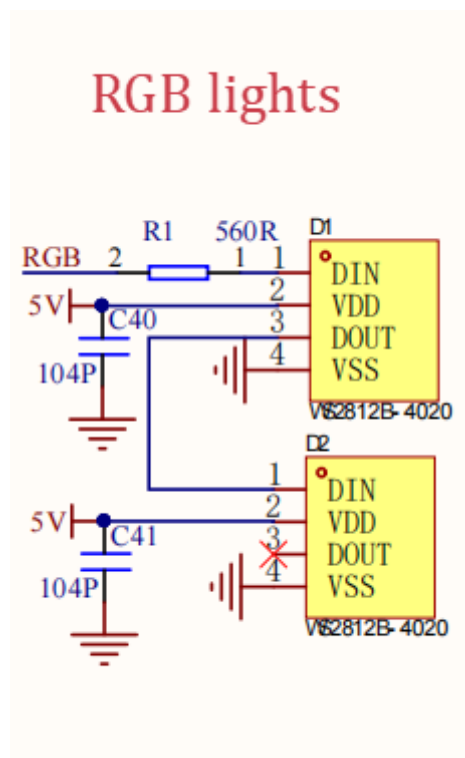 RGB lights
R1 560R D1
RGB 2 1 1 DIN
5V 2 VDD
C40 3 DOUT
104P 4 VSS
WS2812B-4020
D2
1 DIN
5V 2 VDD
C41 3 DOUT
104P 4 VSS
WS2812B-4020